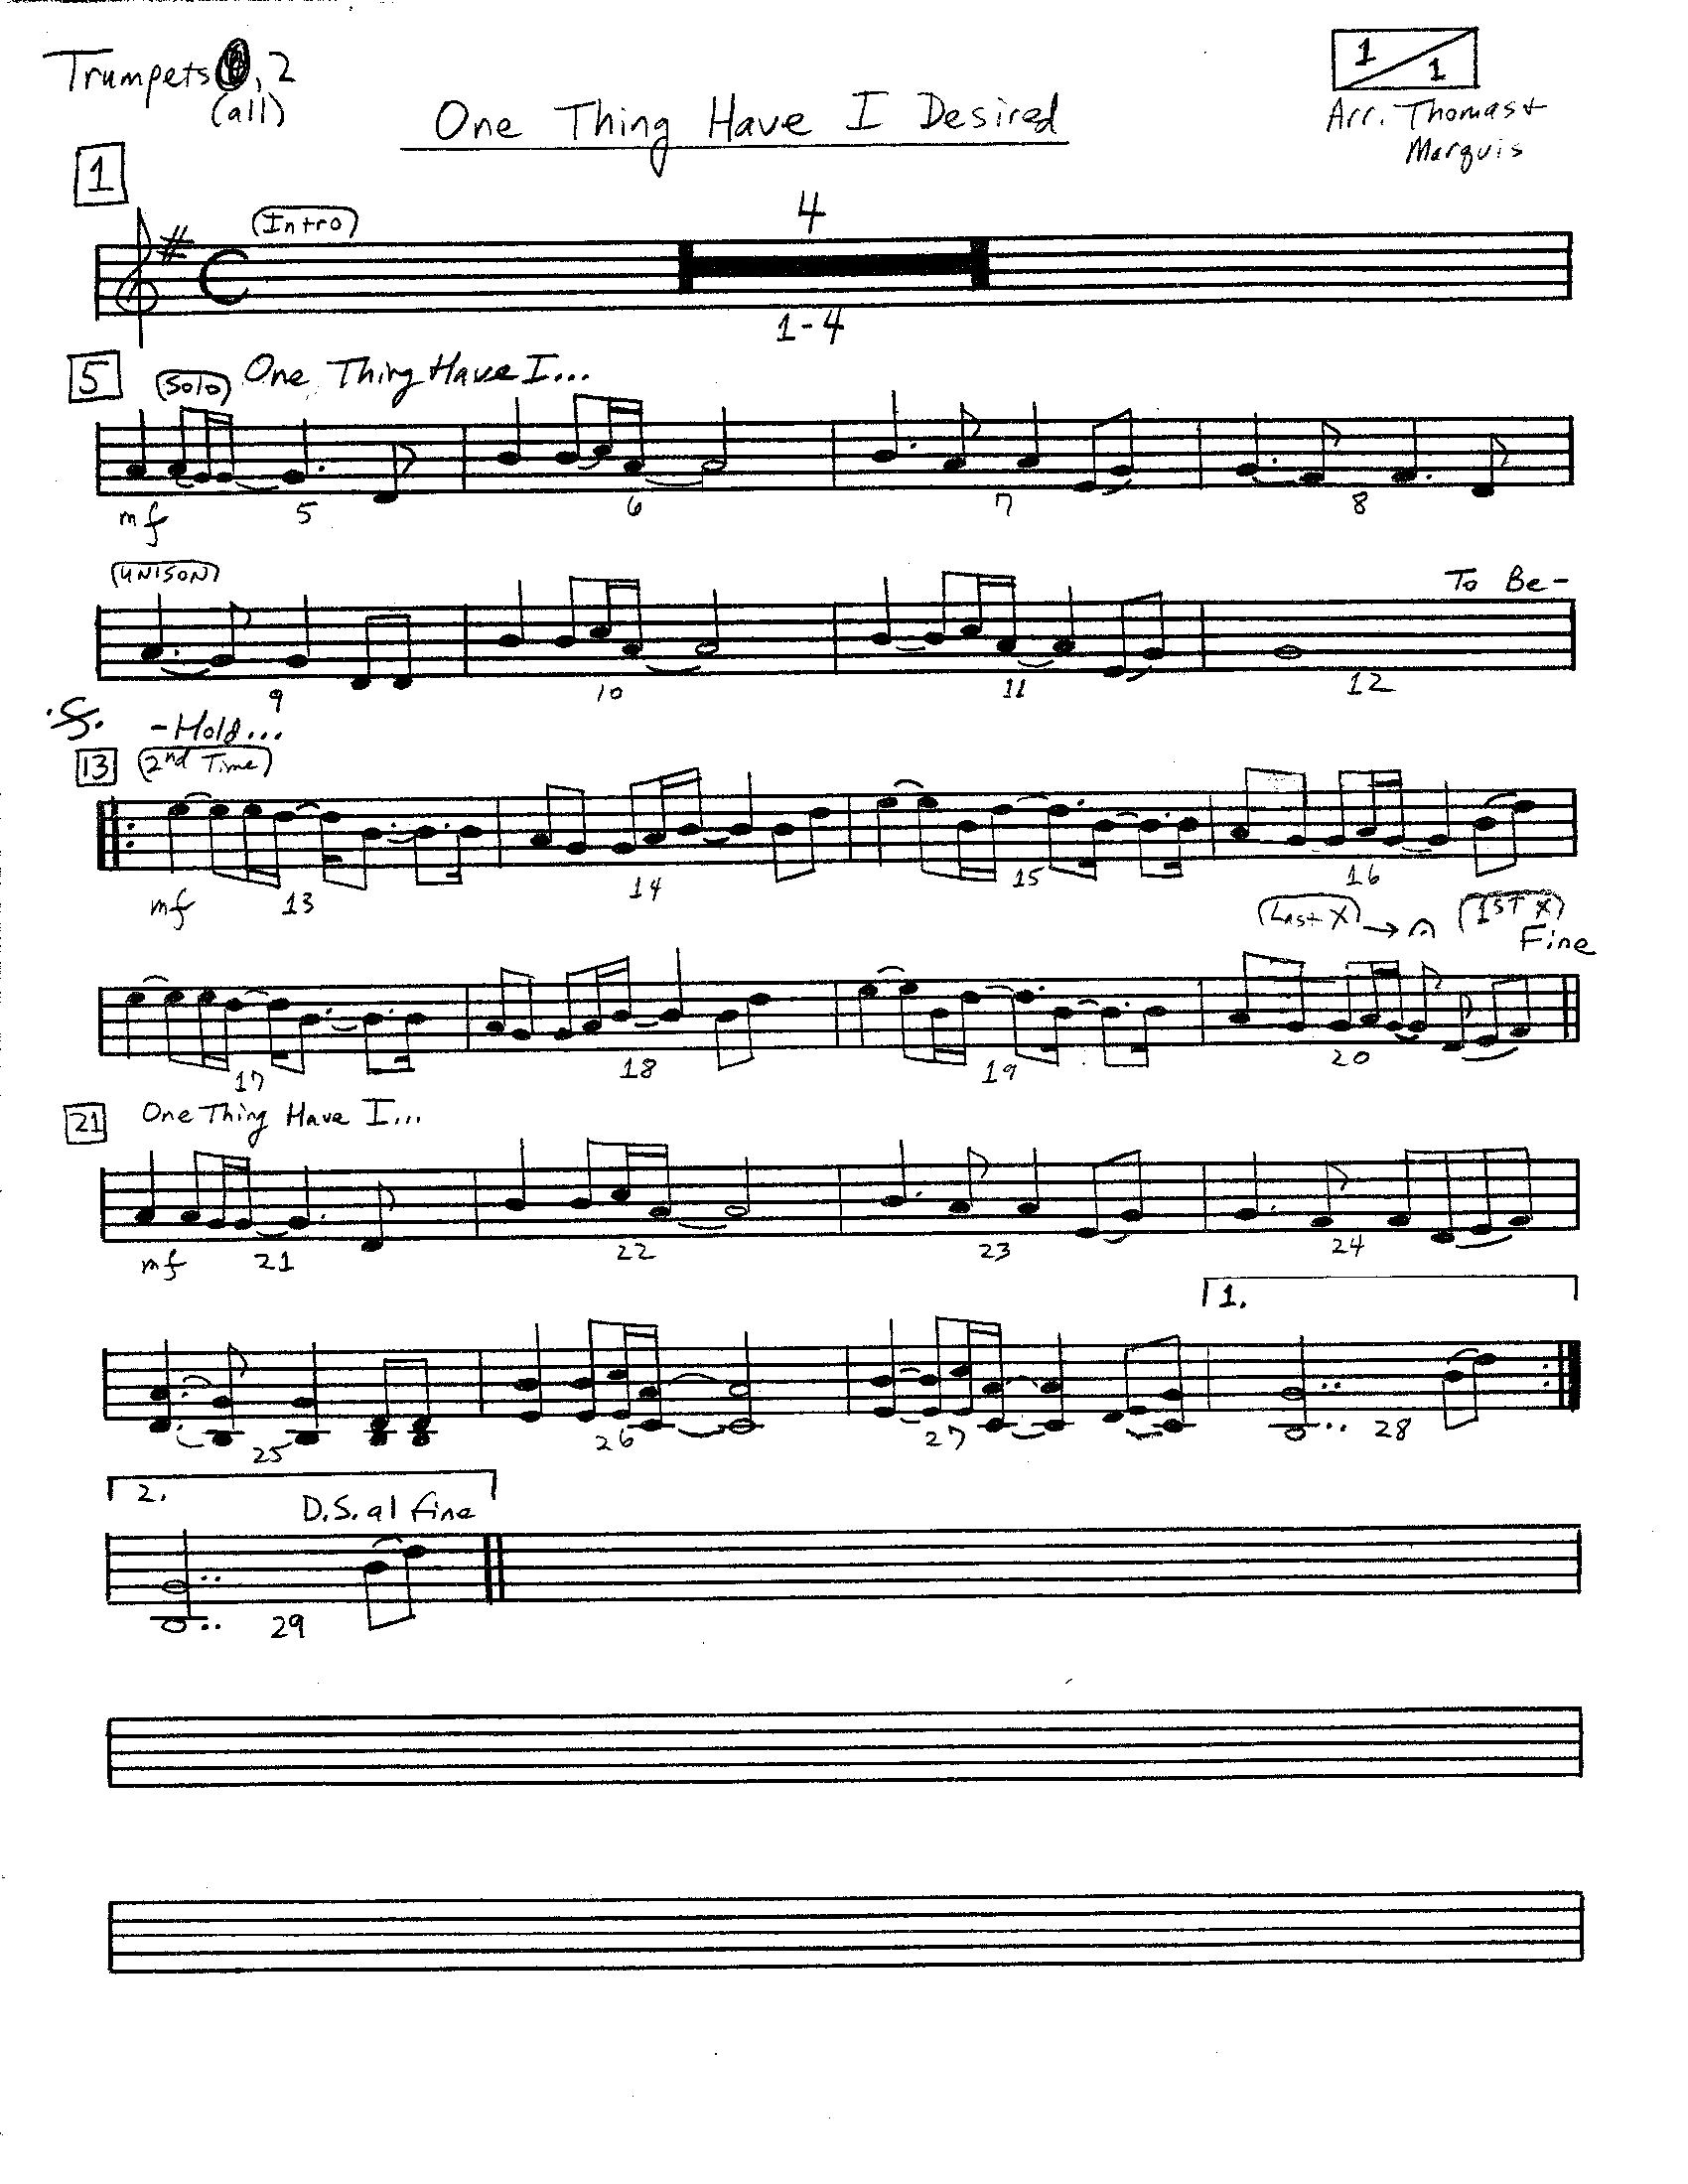 Trumpets , 2
(all)
1/1
One Thing Have I Desired
Arr. Thomas &
Marquis
1
(Intro)
4
1-4
5
(Solo) One Thing Have I...
mf 5 6 7 8
(UNISON)
To Be-
9 10 11 12
-Hold...
13 (2nd Time)
mf 13 14 15 16
(Last X) → (1ST X)
Fine
17 18 19 20
21 One Thing Have I...
mf 21 22 23 24
1.
25 26 27 28
2. D.S. al Fine
29